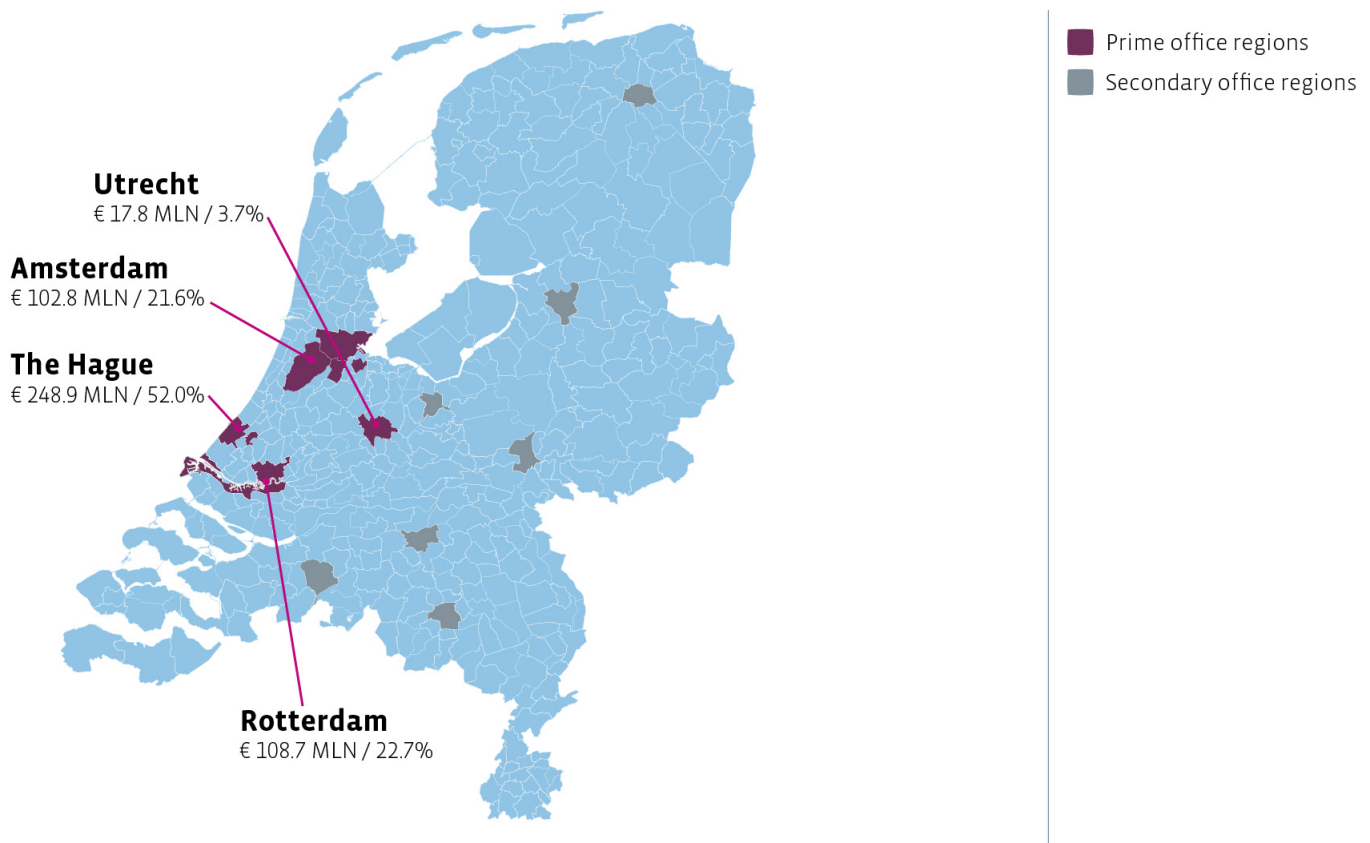 Prime office regions
Secondary office regions
Utrecht
€ 17.8 MLN / 3.7%
Amsterdam
€ 102.8 MLN / 21.6%
The Hague
€ 248.9 MLN / 52.0%
Rotterdam
€ 108.7 MLN / 22.7%